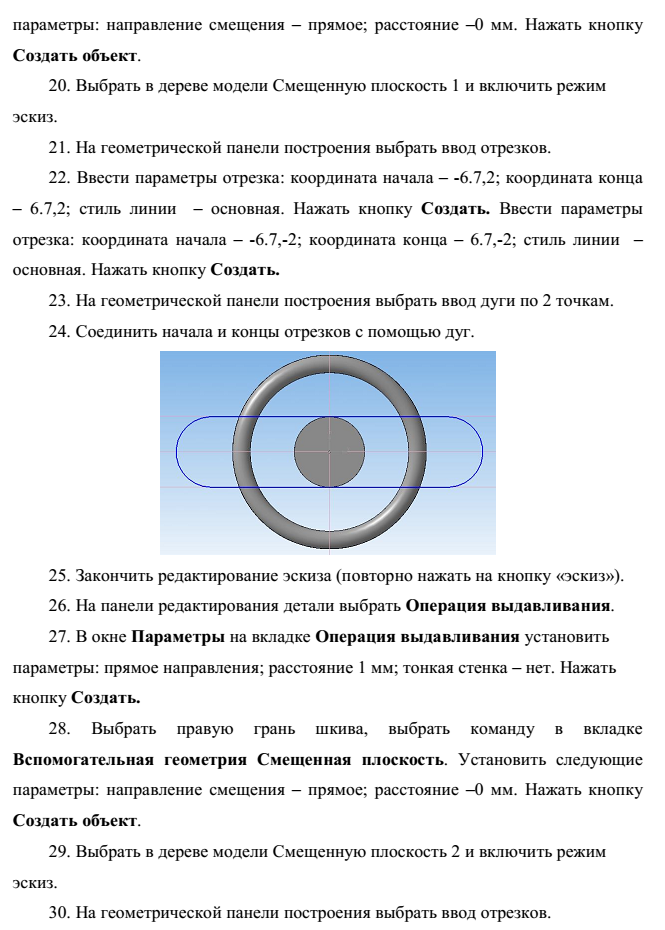 параметры: направление смещения – прямое; расстояние –0 мм. Нажать кнопку
Создать объект.
20. Выбрать в дереве модели Смещенную плоскость 1 и включить режим
эскиз.
21. На геометрической панели построения выбрать ввод отрезков.
22. Ввести параметры отрезка: координата начала – -6.7,2; координата конца
– 6.7,2; стиль линии – основная. Нажать кнопку Создать. Ввести параметры
отрезка: координата начала – -6.7,-2; координата конца – 6.7,-2; стиль линии –
основная. Нажать кнопку Создать.
23. На геометрической панели построения выбрать ввод дуги по 2 точкам.
24. Соединить начала и концы отрезков с помощью дуг.
25. Закончить редактирование эскиза (повторно нажать на кнопку «эскиз»).
26. На панели редактирования детали выбрать Операция выдавливания.
27. В окне Параметры на вкладке Операция выдавливания установить
параметры: прямое направления; расстояние 1 мм; тонкая стенка – нет. Нажать
кнопку Создать.
28. Выбрать правую грань шкива, выбрать команду в вкладке
Вспомогательная геометрия Смещенная плоскость. Установить следующие
параметры: направление смещения – прямое; расстояние –0 мм. Нажать кнопку
Создать объект.
29. Выбрать в дереве модели Смещенную плоскость 2 и включить режим
эскиз.
30. На геометрической панели построения выбрать ввод отрезков.